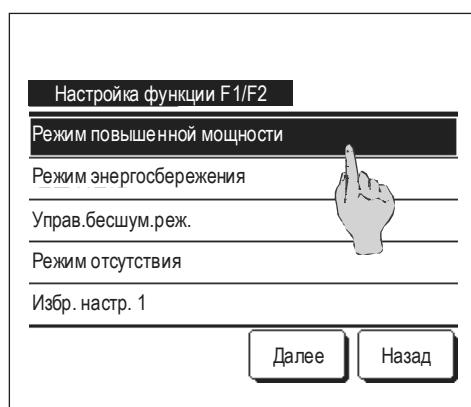 Настройка функции F1/F2
Режим повышенной мощности
Режим энергосбережения
Управ.бесшум.реж.
Режим отсутствия
Избр. настр. 1
Далее Назад